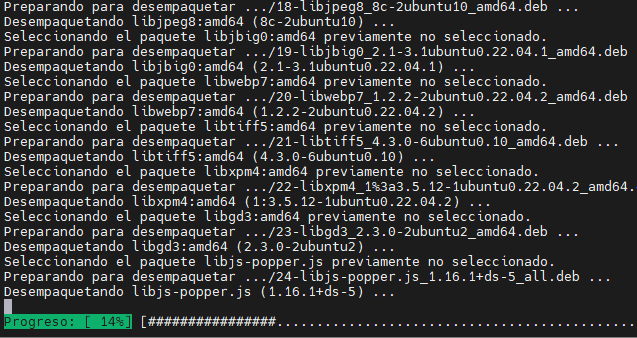 Preparando para desempaquetar .../18-libjpeg8_8c-2ubuntu10_amd64.deb ...
Desempaquetando libjpeg8:amd64 (8c-2ubuntu10) ...
Seleccionando el paquete libjbig0:amd64 previamente no seleccionado.
Preparando para desempaquetar .../19-libjbig0_2.1-3.1ubuntu0.22.04.1_amd64.deb
Desempaquetando libjbig0:amd64 (2.1-3.1ubuntu0.22.04.1) ...
Seleccionando el paquete libwebp7:amd64 previamente no seleccionado.
Preparando para desempaquetar .../20-libwebp7_1.2.2-2ubuntu0.22.04.2_amd64.deb
Desempaquetando libwebp7:amd64 (1.2.2-2ubuntu0.22.04.2) ...
Seleccionando el paquete libtiff5:amd64 previamente no seleccionado.
Preparando para desempaquetar .../21-libtiff5_4.3.0-6ubuntu0.10_amd64.deb ...
Desempaquetando libtiff5:amd64 (4.3.0-6ubuntu0.10) ...
Seleccionando el paquete libxpm4:amd64 previamente no seleccionado.
Preparando para desempaquetar .../22-libxpm4_1%3a3.5.12-1ubuntu0.22.04.2_amd64.
Desempaquetando libxpm4:amd64 (1:3.5.12-1ubuntu0.22.04.2) ...
Seleccionando el paquete libgd3:amd64 previamente no seleccionado.
Preparando para desempaquetar .../23-libgd3_2.3.0-2ubuntu2_amd64.deb ...
Desempaquetando libgd3:amd64 (2.3.0-2ubuntu2) ...
Seleccionando el paquete libjs-popper.js previamente no seleccionado.
Preparando para desempaquetar .../24-libjs-popper.js_1.16.1+ds-5_all.deb ...
Desempaquetando libjs-popper.js (1.16.1+ds-5) ...
Progreso: [ 14%] [################.............................................